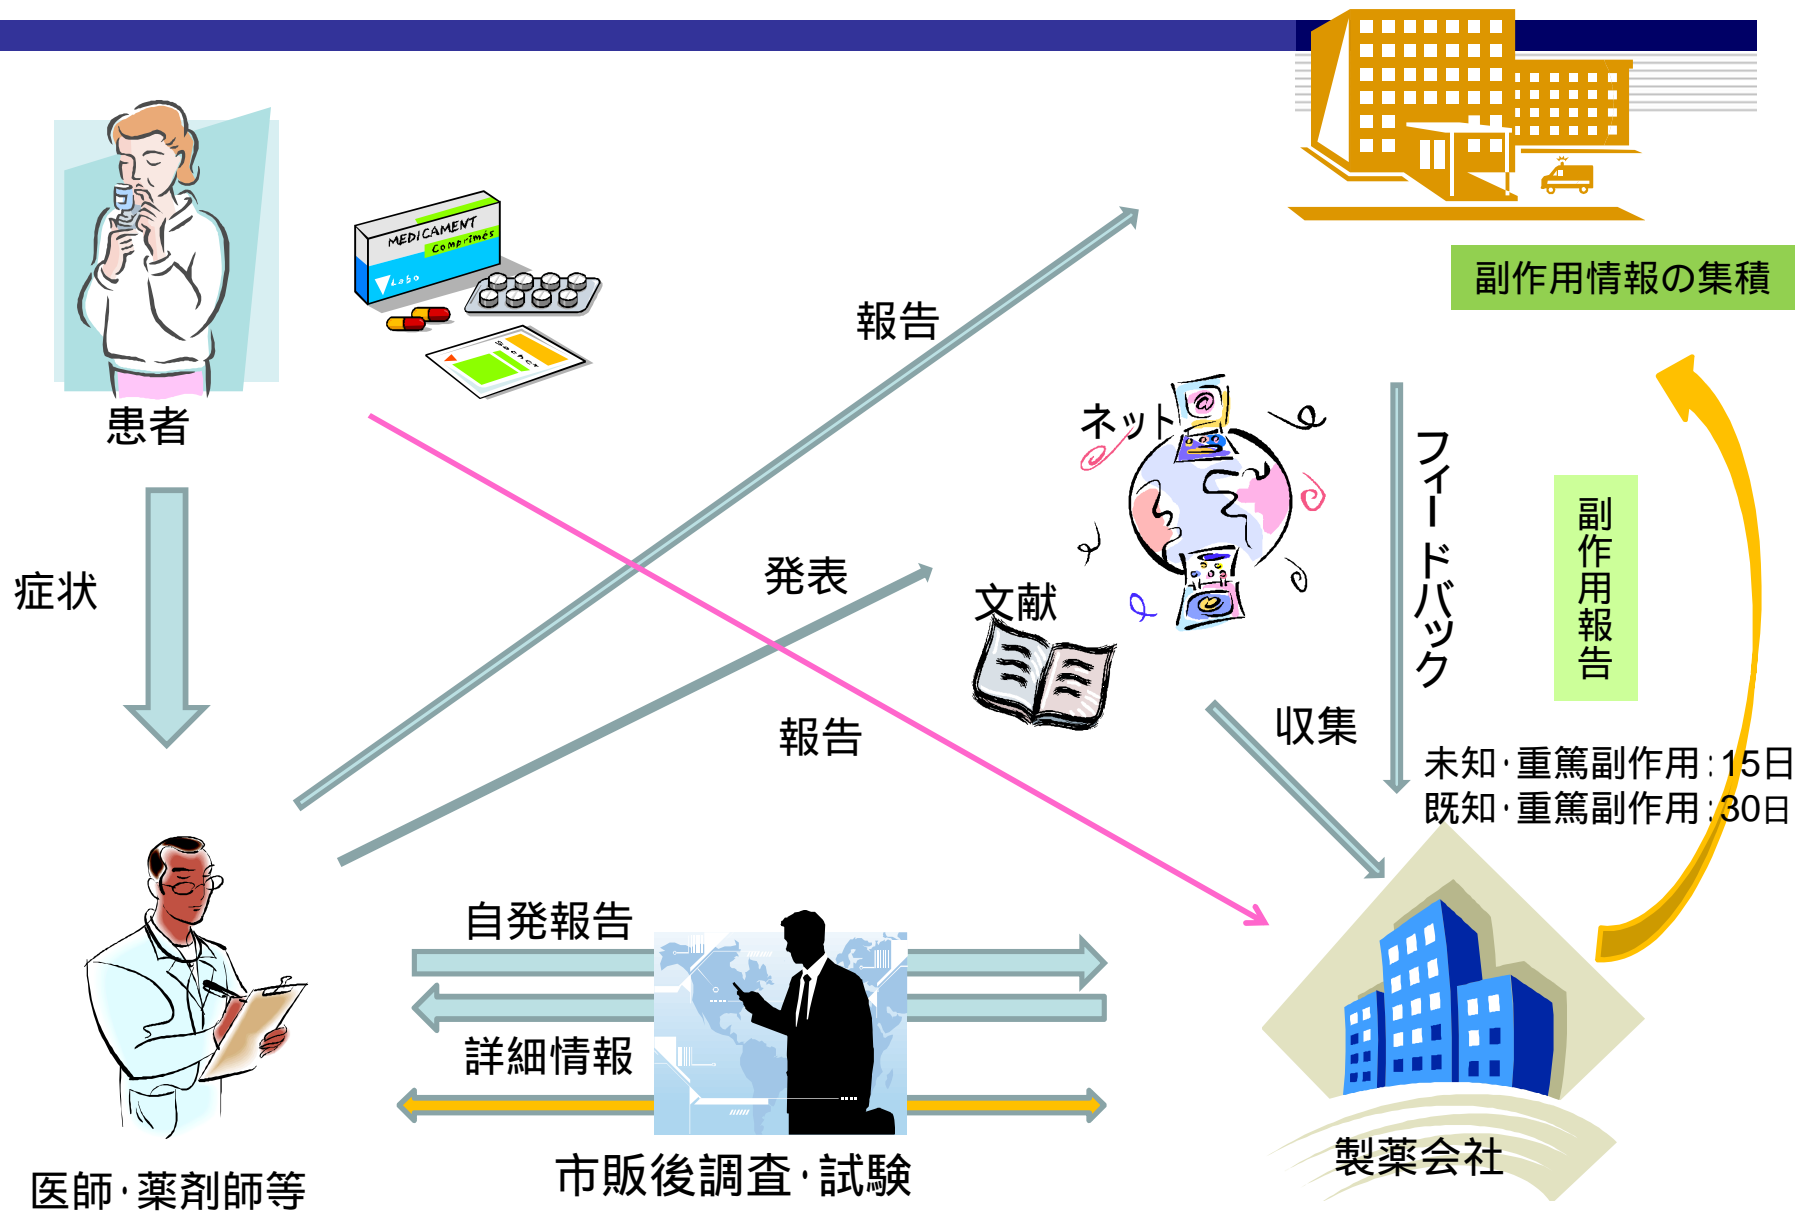 MEDICAMENT
Comprimés
Labo
Sachet
患者
報告
副作用情報の集積
ネット
フィードバック
副作用報告
症状
発表
文献
報告
収集
未知･重篤副作用：15日
既知･重篤副作用：30日
自発報告
詳細情報
市販後調査･試験
製薬会社
医師･薬剤師等